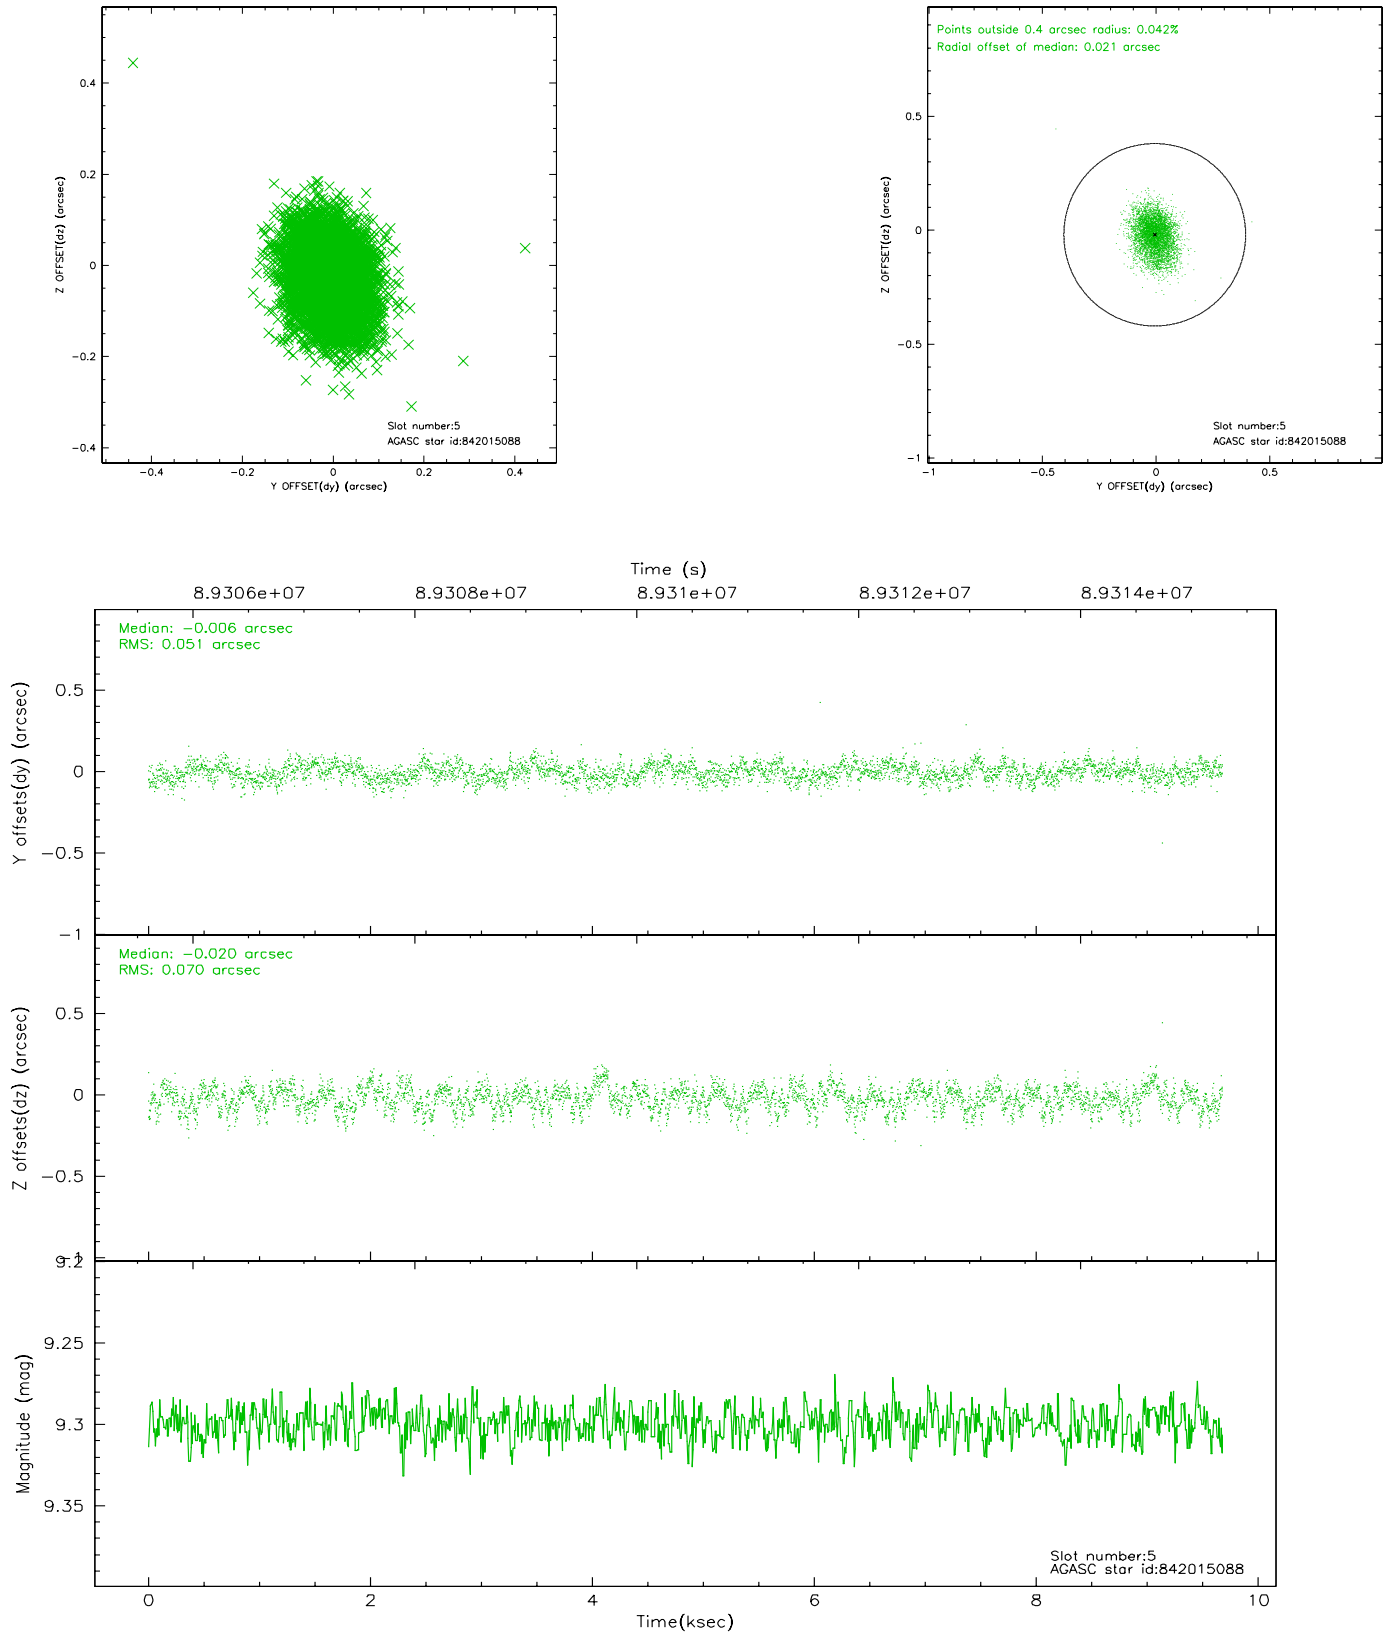 0.4
0.2
0
−0.2
−0.4
Z OFFSET(dz) (arcsec)
Slot number:5
AGASC star id:842015088
−0.4
−0.2
0
0.2
0.4
Y OFFSET(dy) (arcsec)
Points outside 0.4 arcsec radius: 0.042%
Radial offset of median: 0.021 arcsec
0.5
0
−0.5
−1
Z OFFSET(dz) (arcsec)
Slot number:5
AGASC star id:842015088
−1
−0.5
0
0.5
Y OFFSET(dy) (arcsec)
Time (s)
8.9306e+07
8.9308e+07
8.931e+07
8.9312e+07
8.9314e+07
Median: −0.006 arcsec
RMS: 0.051 arcsec
0.5
0
−0.5
−1
Y offsets(dy) (arcsec)
Median: −0.020 arcsec
RMS: 0.070 arcsec
0.5
0
−0.5
−1
Z offsets(dz) (arcsec)
9.2
9.25
9.3
9.35
Magnitude (mag)
Slot number:5
AGASC star id:842015088
0
2
4
6
8
10
Time(ksec)